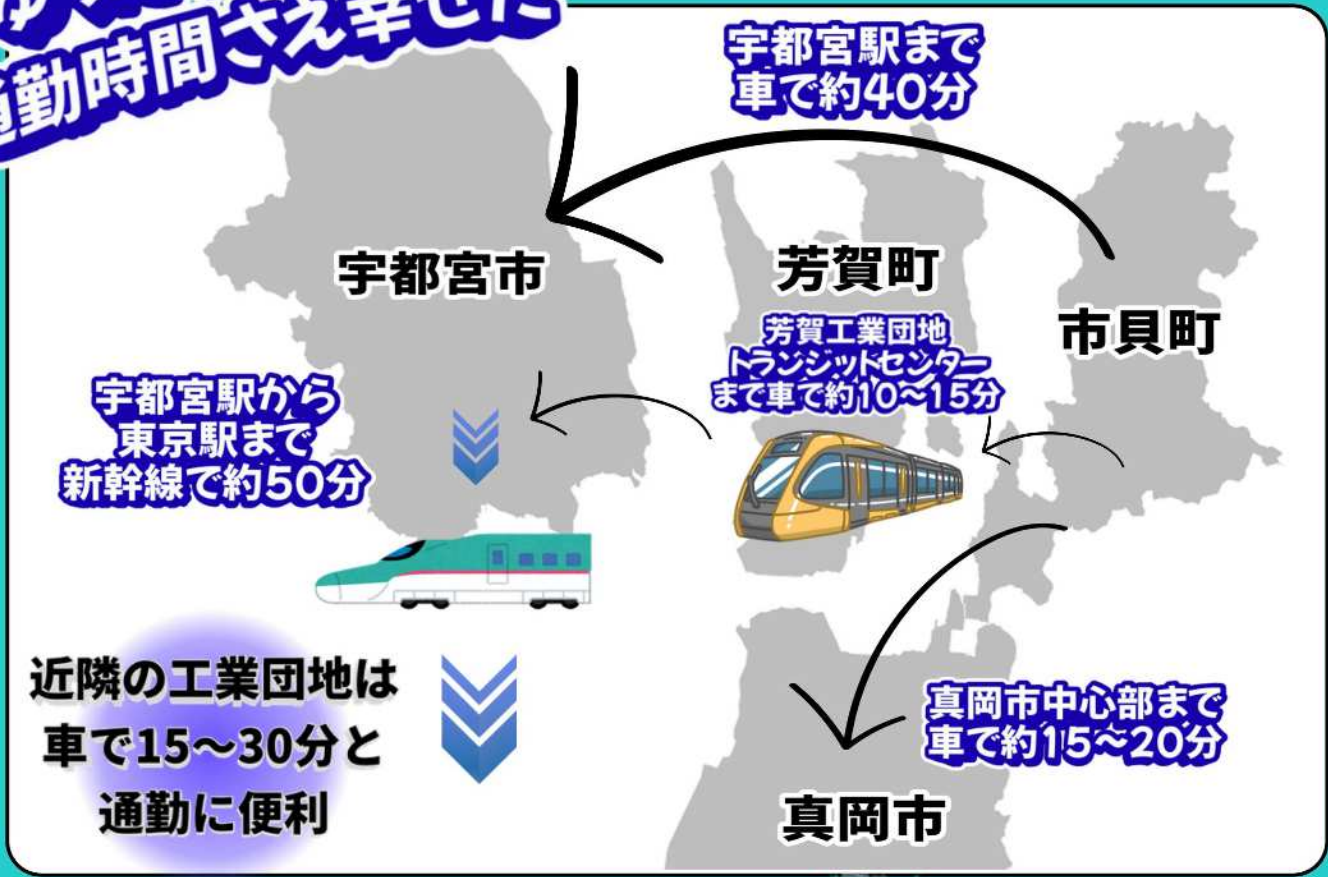 通勤時間さえ幸せだ
宇都宮駅まで
車で約40分
宇都宮市
芳賀町
市貝町
芳賀工業団地
トランジットセンター
まで車で約10〜15分
宇都宮駅から
東京駅まで
新幹線で約50分
近隣の工業団地は
車で15〜30分と
通勤に便利
真岡市中心部まで
車で約15〜20分
真岡市